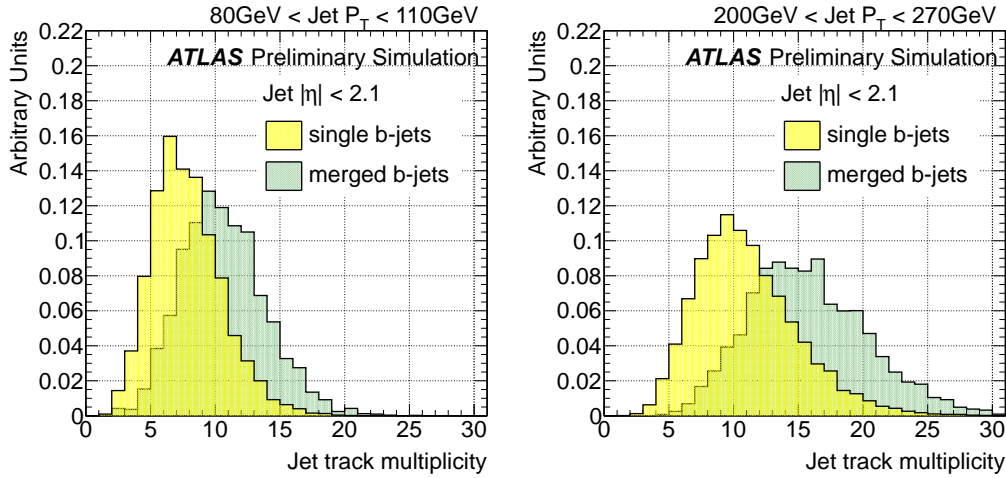 80GeV < Jet P_T < 110GeV
Arbitrary Units
0.22
0.2
0.18
0.16
0.14
0.12
0.1
0.08
0.06
0.04
0.02
0
ATLAS Preliminary Simulation
Jet |η| < 2.1
single b-jets
merged b-jets
0 5 10 15 20 25 30
Jet track multiplicity
200GeV < Jet P_T < 270GeV
Arbitrary Units
0.22
0.2
0.18
0.16
0.14
0.12
0.1
0.08
0.06
0.04
0.02
0
ATLAS Preliminary Simulation
Jet |η| < 2.1
single b-jets
merged b-jets
0 5 10 15 20 25 30
Jet track multiplicity